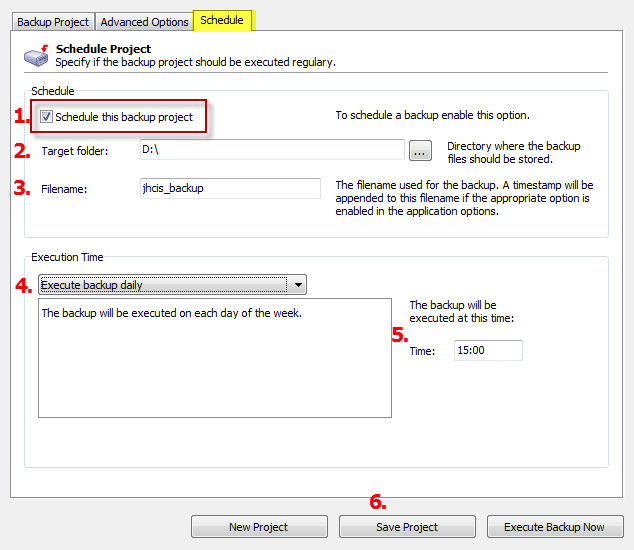 Backup Project
Advanced Options
Schedule
Schedule Project
Specify if the backup project should be executed regulary.
Schedule
1.
Schedule this backup project
To schedule a backup enable this option.
2.
Target folder:
D:\
...
Directory where the backup
files should be stored.
3.
Filename:
jhcis_backup
The filename used for the backup. A timestamp will be
appended to this filename if the appropriate option is
enabled in the application options.
Execution Time
4.
Execute backup daily
The backup will be executed on each day of the week.
The backup will be
executed at this time:
5.
Time:
15:00
6.
New Project
Save Project
Execute Backup Now